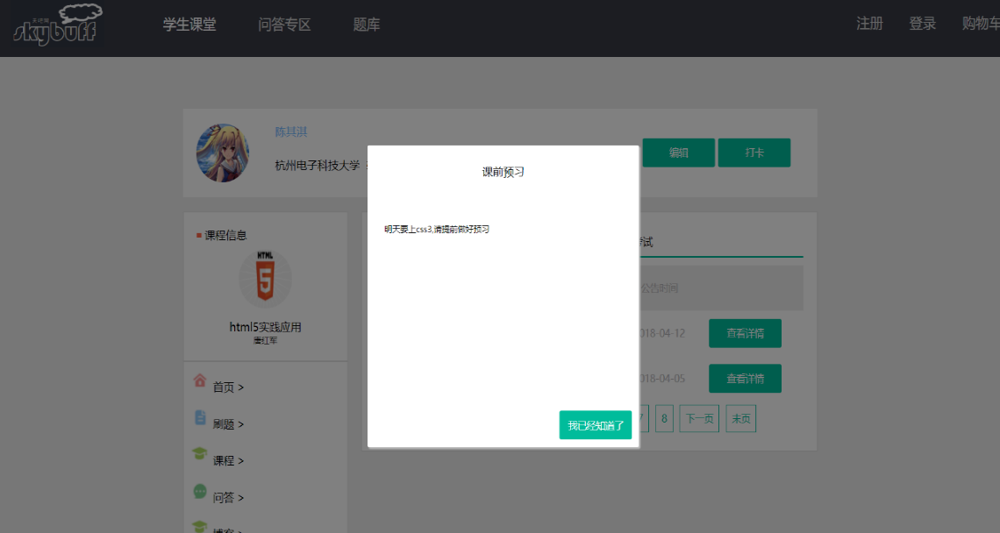 skybuff
学生课堂 问答专区 题库 注册 登录 购物车
陈其淇
杭州电子科技大学
编辑 打卡
课前预习
明天要上css3,请提前做好预习
我已经知道了
课程信息
HTML
5
html5实践应用
唐红军
首页 >
刷题 >
课程 >
问答 >
博客 >
考试
公告时间
018-04-12 查看详情
018-04-05 查看详情
7 8 下一页 末页